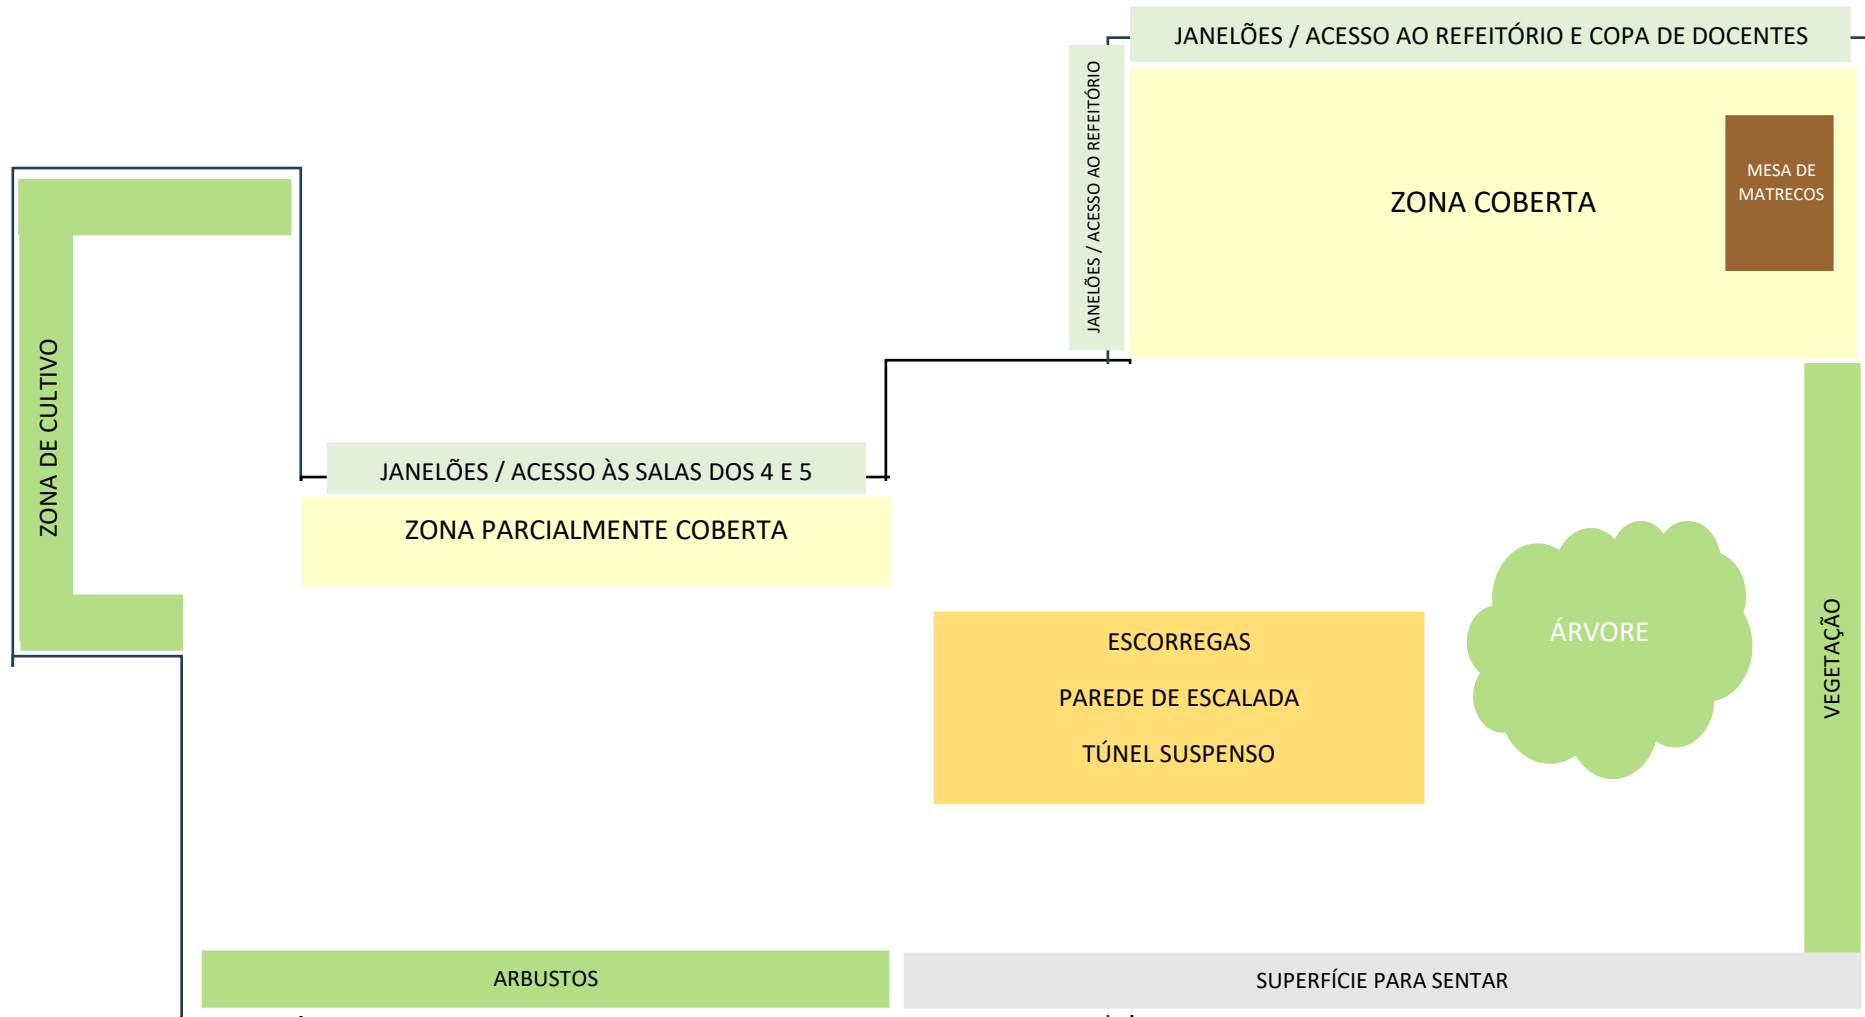 JANELÕES / ACESSO AO REFEITÓRIO E COPA DE DOCENTES
JANELÕES / ACESSO AO REFEITÓRIO
ZONA COBERTA
MESA DE
MATRECOS
ZONA DE CULTIVO
JANELÕES / ACESSO ÀS SALAS DOS 4 E 5
ZONA PARCIALMENTE COBERTA
ESCORREGAS
PAREDE DE ESCALADA
TÚNEL SUSPENSO
ÁRVORE
VEGETAÇÃO
ARBUSTOS
SUPERFÍCIE PARA SENTAR